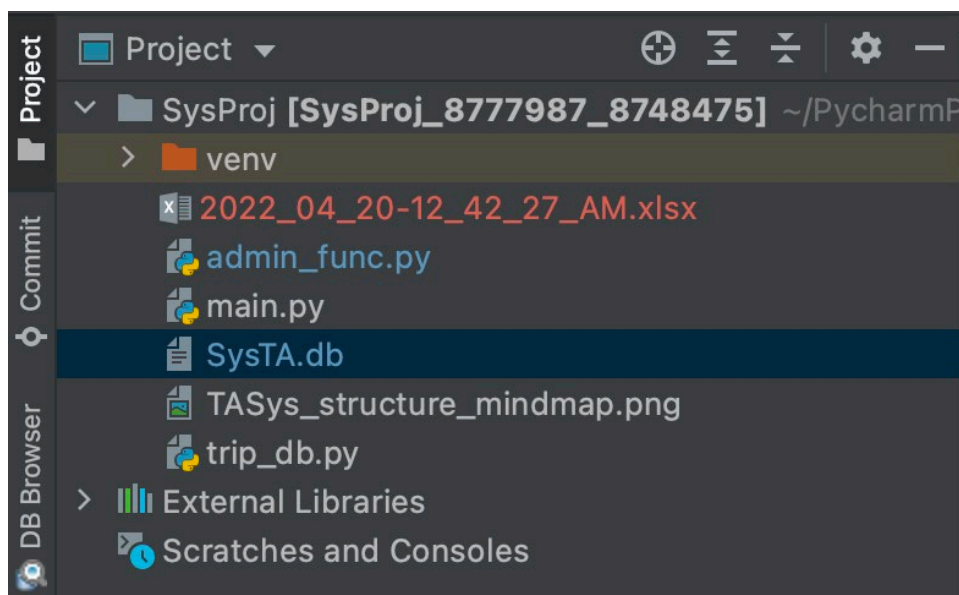 Project
Commit
DB Browser
Project
SysProj [SysProj_8777987_8748475] ~/PycharmP
venv
2022_04_20-12_42_27_AM.xlsx
admin_func.py
main.py
SysTA.db
TASys_structure_mindmap.png
trip_db.py
External Libraries
Scratches and Consoles